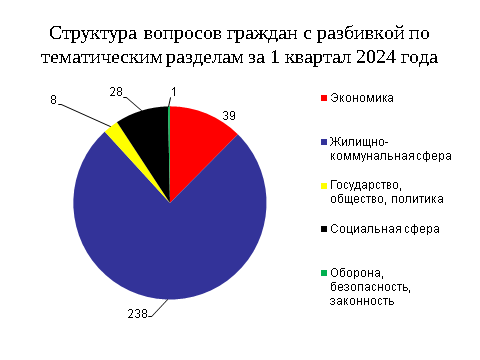 Структура вопросов граждан с разбивкой по
тематическим разделам за 1 квартал 2024 года
1
28
8
39
238
Экономика
Жилищно-
коммунальная сфера
Государство,
общество, политика
Социальная сфера
Оборона,
безопасность,
законность